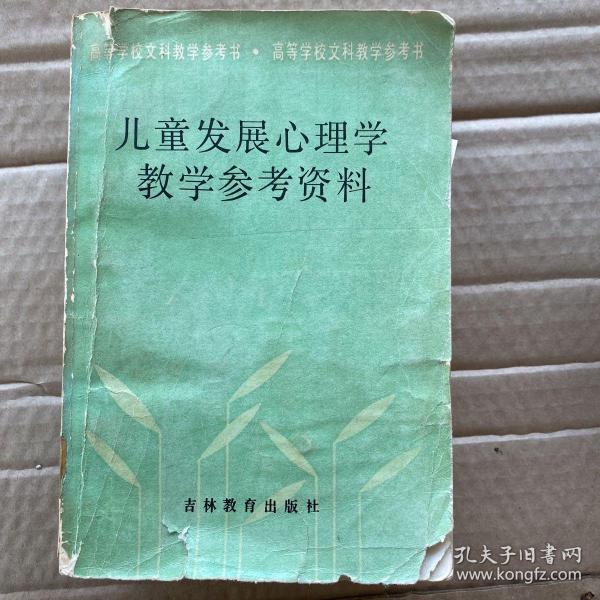 高等学校文科教学参考书·高等学校文科教学参考书
儿童发展心理学
教学参考资料
吉林教育出版社
孔夫子旧书网
www.kongfz.com